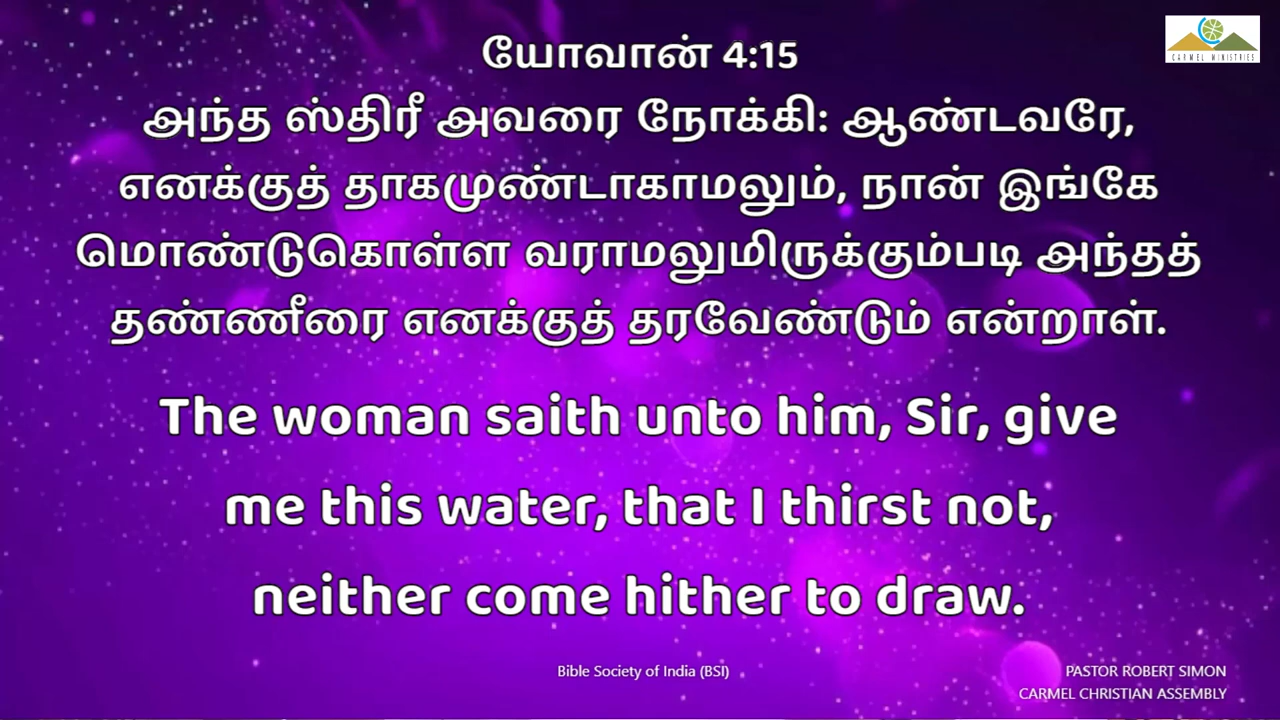 CARMEL MINISTRIES
யோவான் 4:15
அந்த ஸ்திரீ அவரை நோக்கி: ஆண்டவரே,
எனக்குத் தாகமுண்டாகாமலும், நான் இங்கே
மொண்டுகொள்ள வராமலுமிருக்கும்படி அந்தத்
தண்ணீரை எனக்குத் தரவேண்டும் என்றாள்.
The woman saith unto him, Sir, give
me this water, that I thirst not,
neither come hither to draw.
Bible Society of India (BSI)
PASTOR ROBERT SIMON
CARMEL CHRISTIAN ASSEMBLY